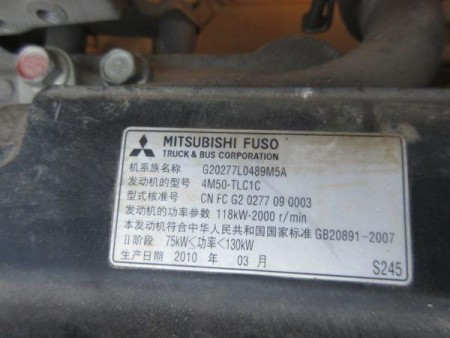 MITSUBISHI FUSO
TRUCK & BUS CORPORATION
机系族名称 G20277L0489M5A
发动机的型号 4M50-TLC1C
型式核准号 CN FC G2 0277 09 0003
发动机的功率参数 118kW-2000 r/min
本发动机符合中华人民共和国国家标准 GB20891-2007
II阶段 75kW<功率<130kW
生产日期 2010 年 03 月
S245